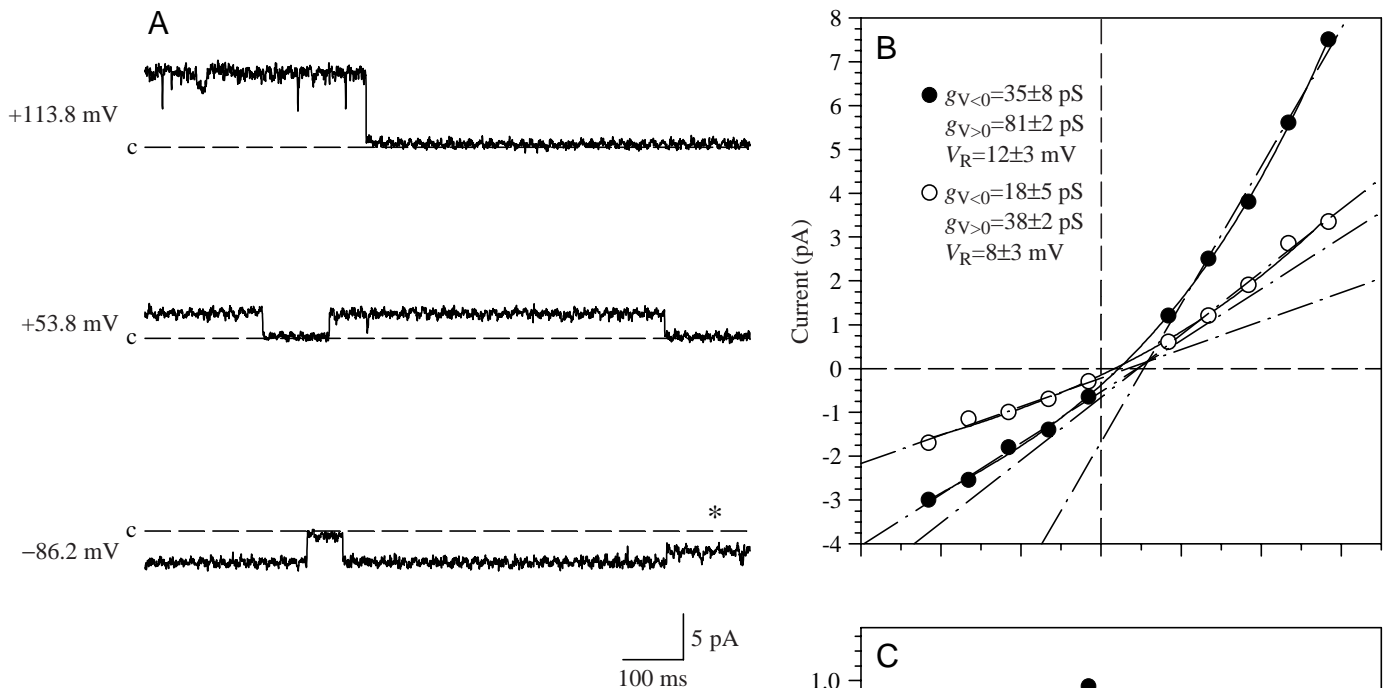 A
+113.8 mV
c
+53.8 mV
c
c
−86.2 mV
*
5 pA
100 ms
B
8
7
6
5
4
3
2
1
0
-1
-2
-3
-4
Current (pA)
gV<0=35±8 pS
gV>0=81±2 pS
VR=12±3 mV
gV<0=18±5 pS
gV>0=38±2 pS
VR=8±3 mV
C
1.0